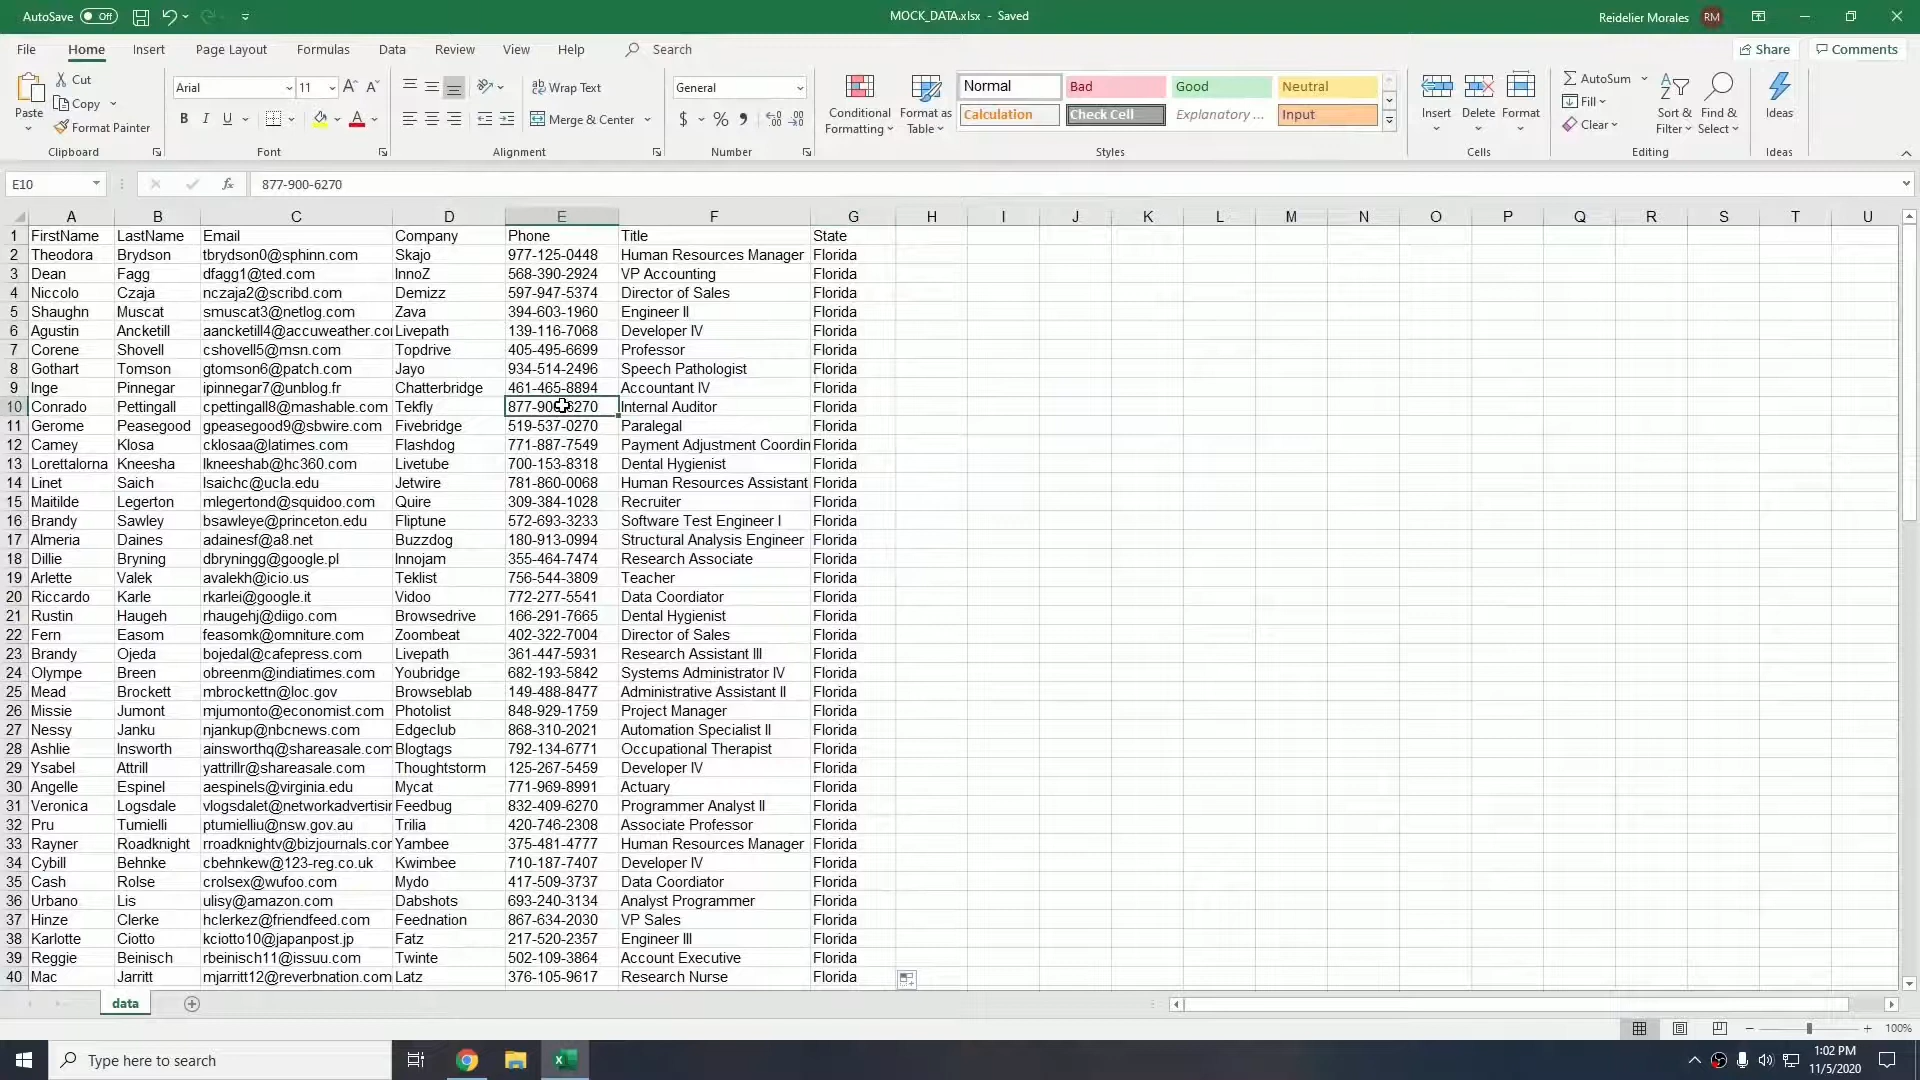 AutoSave Off MOCK_DATA.xlsx - Saved Reidelier Morales RM
File Home Insert Page Layout Formulas Data Review View Help Search Share Comments
Paste Cut Copy Format Painter Clipboard
Arial 11 A A B I U A Font
Wrap Text Merge & Center Alignment
General $ % Number
Conditional Formatting Format as Table
Normal Bad Good Neutral
Calculation Check Cell Explanatory ... Input
Styles
Insert Delete Format Cells
AutoSum Fill Clear Sort & Filter Find & Select Editing
Ideas Ideas
E10 fx 877-900-6270
A B C D E F G H I J K L M N O P Q R S T U
1 FirstName LastName Email Company Phone Title State
2 Theodora Brydson tbrydson0@sphinn.com Skajo 977-125-0448 Human Resources Manager Florida
3 Dean Fagg dfagg1@ted.com InnoZ 568-390-2924 VP Accounting Florida
4 Niccolo Czaja nczaja2@scribd.com Demizz 597-947-5374 Director of Sales Florida
5 Shaughn Muscat smuscat3@netlog.com Zava 394-603-1960 Engineer II Florida
6 Agustin Ancketill aancketill4@accuweather.co Livepath 139-116-7068 Developer IV Florida
7 Corene Shovell cshovell5@msn.com Topdrive 405-495-6699 Professor Florida
8 Gothart Tomson gtomson6@patch.com Jayo 934-514-2496 Speech Pathologist Florida
9 Inge Pinnegar ipinnegar7@unblog.fr Chatterbridge 461-465-8894 Accountant IV Florida
10 Conrado Pettingall cpettingall8@mashable.com Tekfly 877-900-6270 Internal Auditor Florida
11 Gerome Peasegood gpeasegood9@sbwire.com Fivebridge 519-537-0270 Paralegal Florida
12 Camey Klosa cklosaa@latimes.com Flashdog 771-887-7549 Payment Adjustment Coordin Florida
13 Lorettalorna Kneesha lkneeshab@hc360.com Livetube 700-153-8318 Dental Hygienist Florida
14 Linet Saich lsaichc@ucla.edu Jetwire 781-860-0068 Human Resources Assistant Florida
15 Maitilde Legerton mlegertond@squidoo.com Quire 309-384-1028 Recruiter Florida
16 Brandy Sawley bsawleye@princeton.edu Fliptune 572-693-3233 Software Test Engineer I Florida
17 Almeria Daines adainesf@a8.net Buzzdog 180-913-0994 Structural Analysis Engineer Florida
18 Dillie Bryning dbryningg@google.pl Innojam 355-464-7474 Research Associate Florida
19 Arlette Valek avalekh@icio.us Teklist 756-544-3809 Teacher Florida
20 Riccardo Karle rkarlei@google.it Vidoo 772-277-5541 Data Coordiator Florida
21 Rustin Haugeh rhaugehj@diigo.com Browsedrive 166-291-7665 Dental Hygienist Florida
22 Fern Easom feasomk@omniture.com Zoombeat 402-322-7004 Director of Sales Florida
23 Brandy Ojeda bojedal@cafepress.com Livepath 361-447-5931 Research Assistant III Florida
24 Olympe Breen obreenm@indiatimes.com Youbridge 682-193-5842 Systems Administrator IV Florida
25 Mead Brockett mbrockettn@loc.gov Browseblab 149-488-8477 Administrative Assistant II Florida
26 Missie Jumont mjumonto@economist.com Photolist 848-929-1759 Project Manager Florida
27 Nessy Janku njankup@nbcnews.com Edgeclub 868-310-2021 Automation Specialist II Florida
28 Ashlie Insworth ainsworthq@shareasale.com Blogtags 792-134-6771 Occupational Therapist Florida
29 Ysabel Attrill yattrillr@shareasale.com Thoughtstorm 125-267-5459 Developer IV Florida
30 Angelle Espinel aespinels@virginia.edu Mycat 771-969-8991 Actuary Florida
31 Veronica Logsdale vlogsdalet@networkadvertisin Feedbug 832-409-6270 Programmer Analyst II Florida
32 Pru Tumielli ptumielliu@nsw.gov.au Trilia 420-746-2308 Associate Professor Florida
33 Rayner Roadknight rroadknightv@bizjournals.cor Yambee 375-481-4777 Human Resources Manager Florida
34 Cybill Behnke cbehnkew@123-reg.co.uk Kwimbee 710-187-7407 Developer IV Florida
35 Cash Rolse crolsex@wufoo.com Mydo 417-509-3737 Data Coordiator Florida
36 Urbano Lis ulisy@amazon.com Dabshots 693-240-3134 Analyst Programmer Florida
37 Hinze Clerke hclerkez@friendfeed.com Feednation 867-634-2030 VP Sales Florida
38 Karlotte Ciotto kciotto10@japanpost.jp Fatz 217-520-2357 Engineer III Florida
39 Reggie Beinisch rbeinisch11@issuu.com Twinte 502-109-3864 Account Executive Florida
40 Mac Jarritt mjarritt12@reverbnation.com Latz 376-105-9617 Research Nurse Florida
data
100%
Type here to search 1:02 PM
11/5/2020